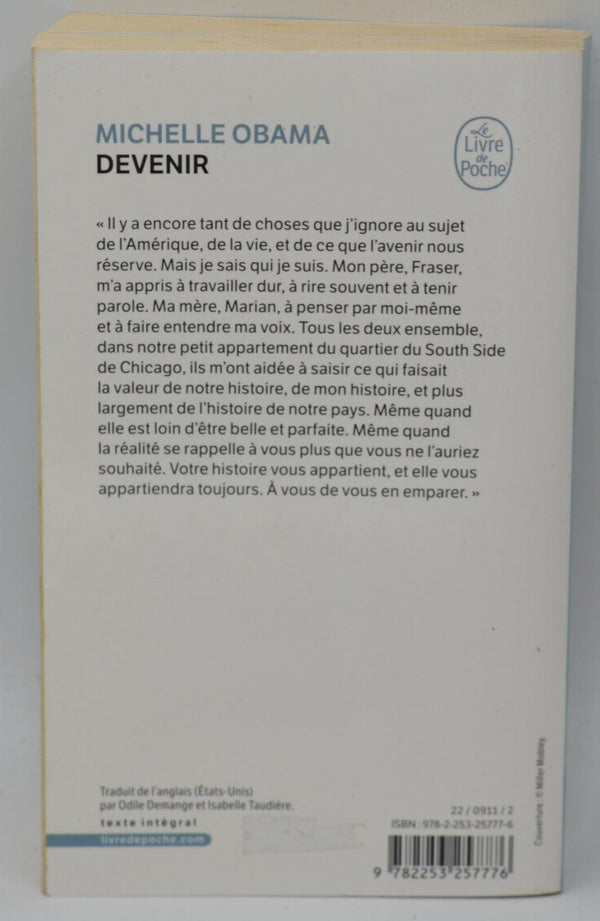 MICHELLE OBAMA
DEVENIR
Le
Livre
de
Poche
« Il y a encore tant de choses que j'ignore au sujet
de l'Amérique, de la vie, et de ce que l'avenir nous
réserve. Mais je sais qui je suis. Mon père, Fraser,
m'a appris à travailler dur, à rire souvent et à tenir
parole. Ma mère, Marian, à penser par moi-même
et à faire entendre ma voix. Tous les deux ensemble,
dans notre petit appartement du quartier du South Side
de Chicago, ils m'ont aidée à saisir ce qui faisait
la valeur de notre histoire, de mon histoire, et plus
largement de l'histoire de notre pays. Même quand
elle est loin d'être belle et parfaite. Même quand
la réalité se rappelle à vous plus que vous ne l'auriez
souhaité. Votre histoire vous appartient, et elle vous
appartiendra toujours. À vous de vous en emparer. »
Traduit de l'anglais (États-Unis)
par Odile Demange et Isabelle Taudière.
texte intégral
livredepoche.com
22 / 0911 / 2
ISBN : 978-2-253-25777-6
9 782253 257776
Couverture : © Miller Mobley.